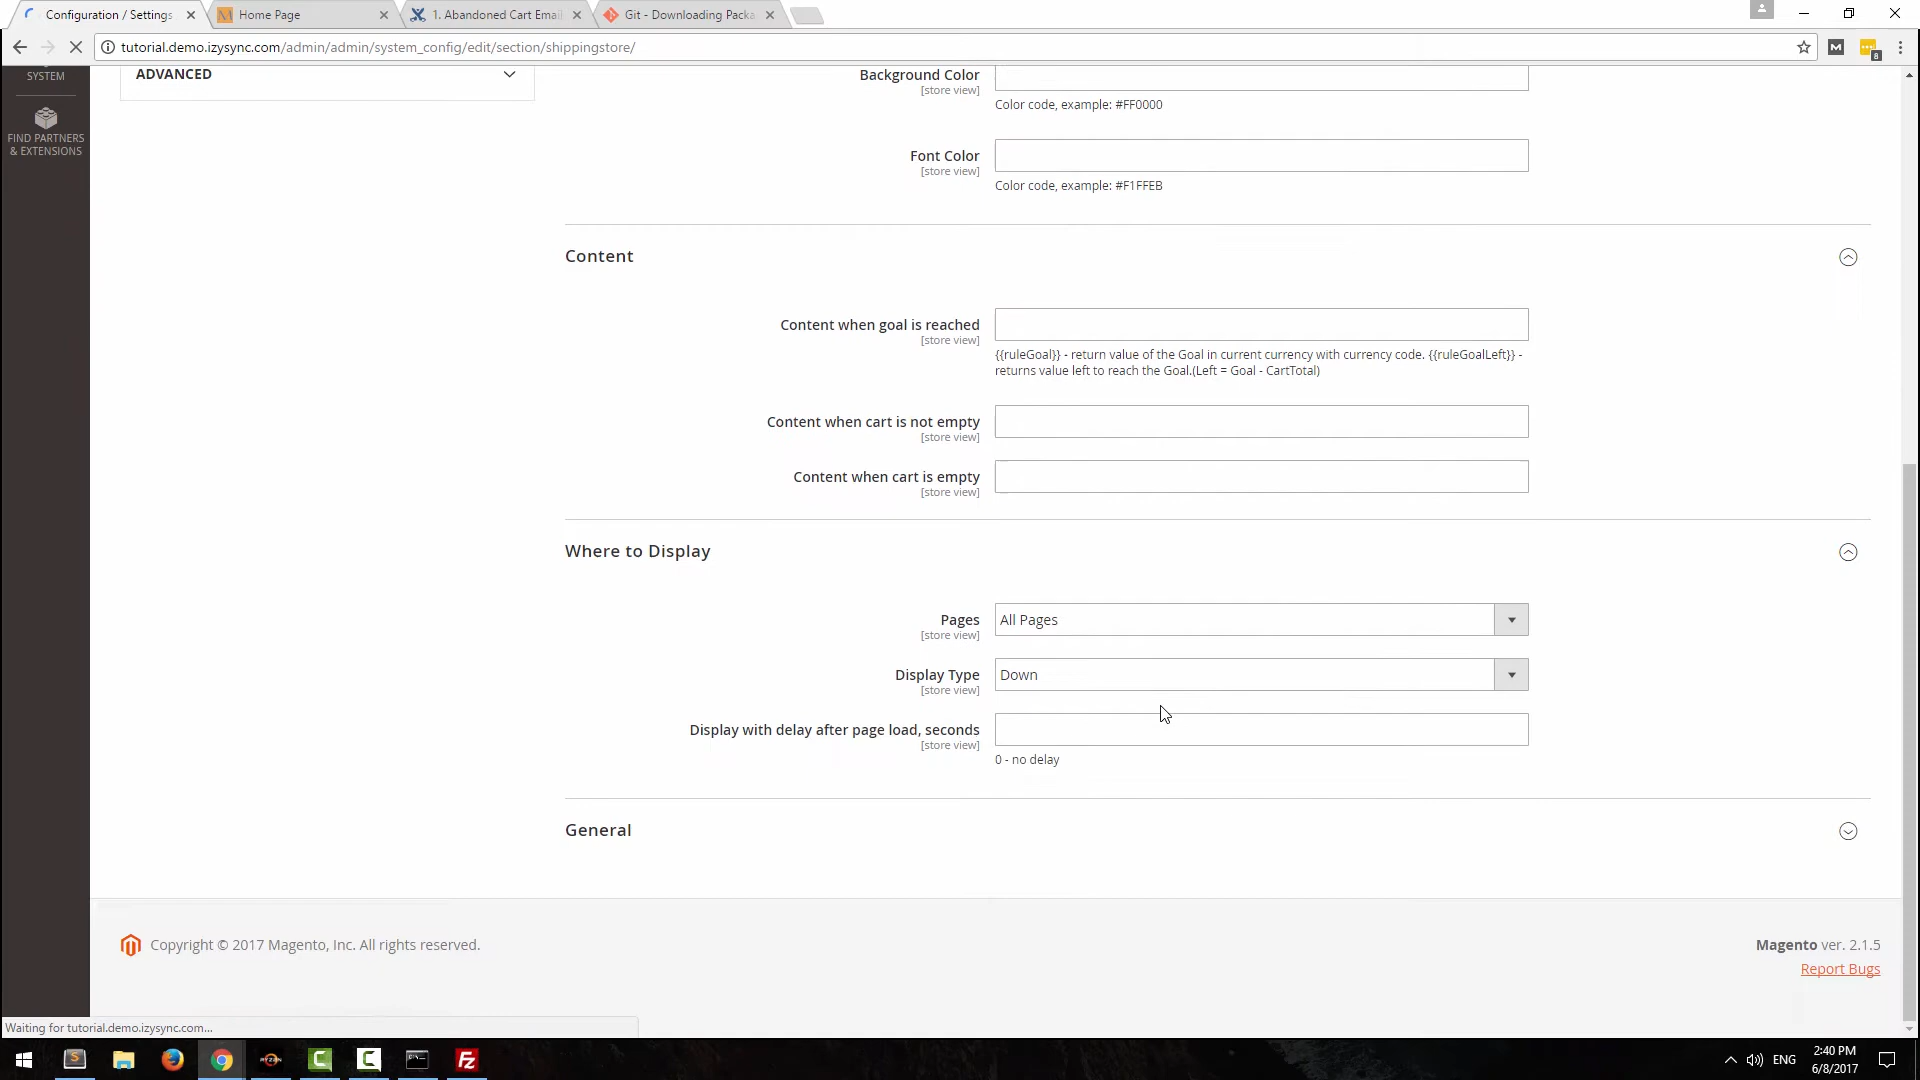 Configuration / Settings
Home Page
1. Abandoned Cart Emai
Git - Downloading Packa
tutorial.demo.izysync.com/admin/admin/system_config/edit/section/shippingstore/
SYSTEM
FIND PARTNERS
& EXTENSIONS
ADVANCED
Background Color
[store view]
Color code, example: #FF0000
Font Color
[store view]
Color code, example: #F1FFEB
Content
Content when goal is reached
[store view]
{{ruleGoal}} - return value of the Goal in current currency with currency code. {{ruleGoalLeft}} -
returns value left to reach the Goal.(Left = Goal - CartTotal)
Content when cart is not empty
[store view]
Content when cart is empty
[store view]
Where to Display
Pages
[store view]
All Pages
Display Type
[store view]
Down
Display with delay after page load, seconds
[store view]
0 - no delay
General
Copyright © 2017 Magento, Inc. All rights reserved.
Magento ver. 2.1.5
Report Bugs
Waiting for tutorial.demo.izysync.com...
ENG
2:40 PM
6/8/2017